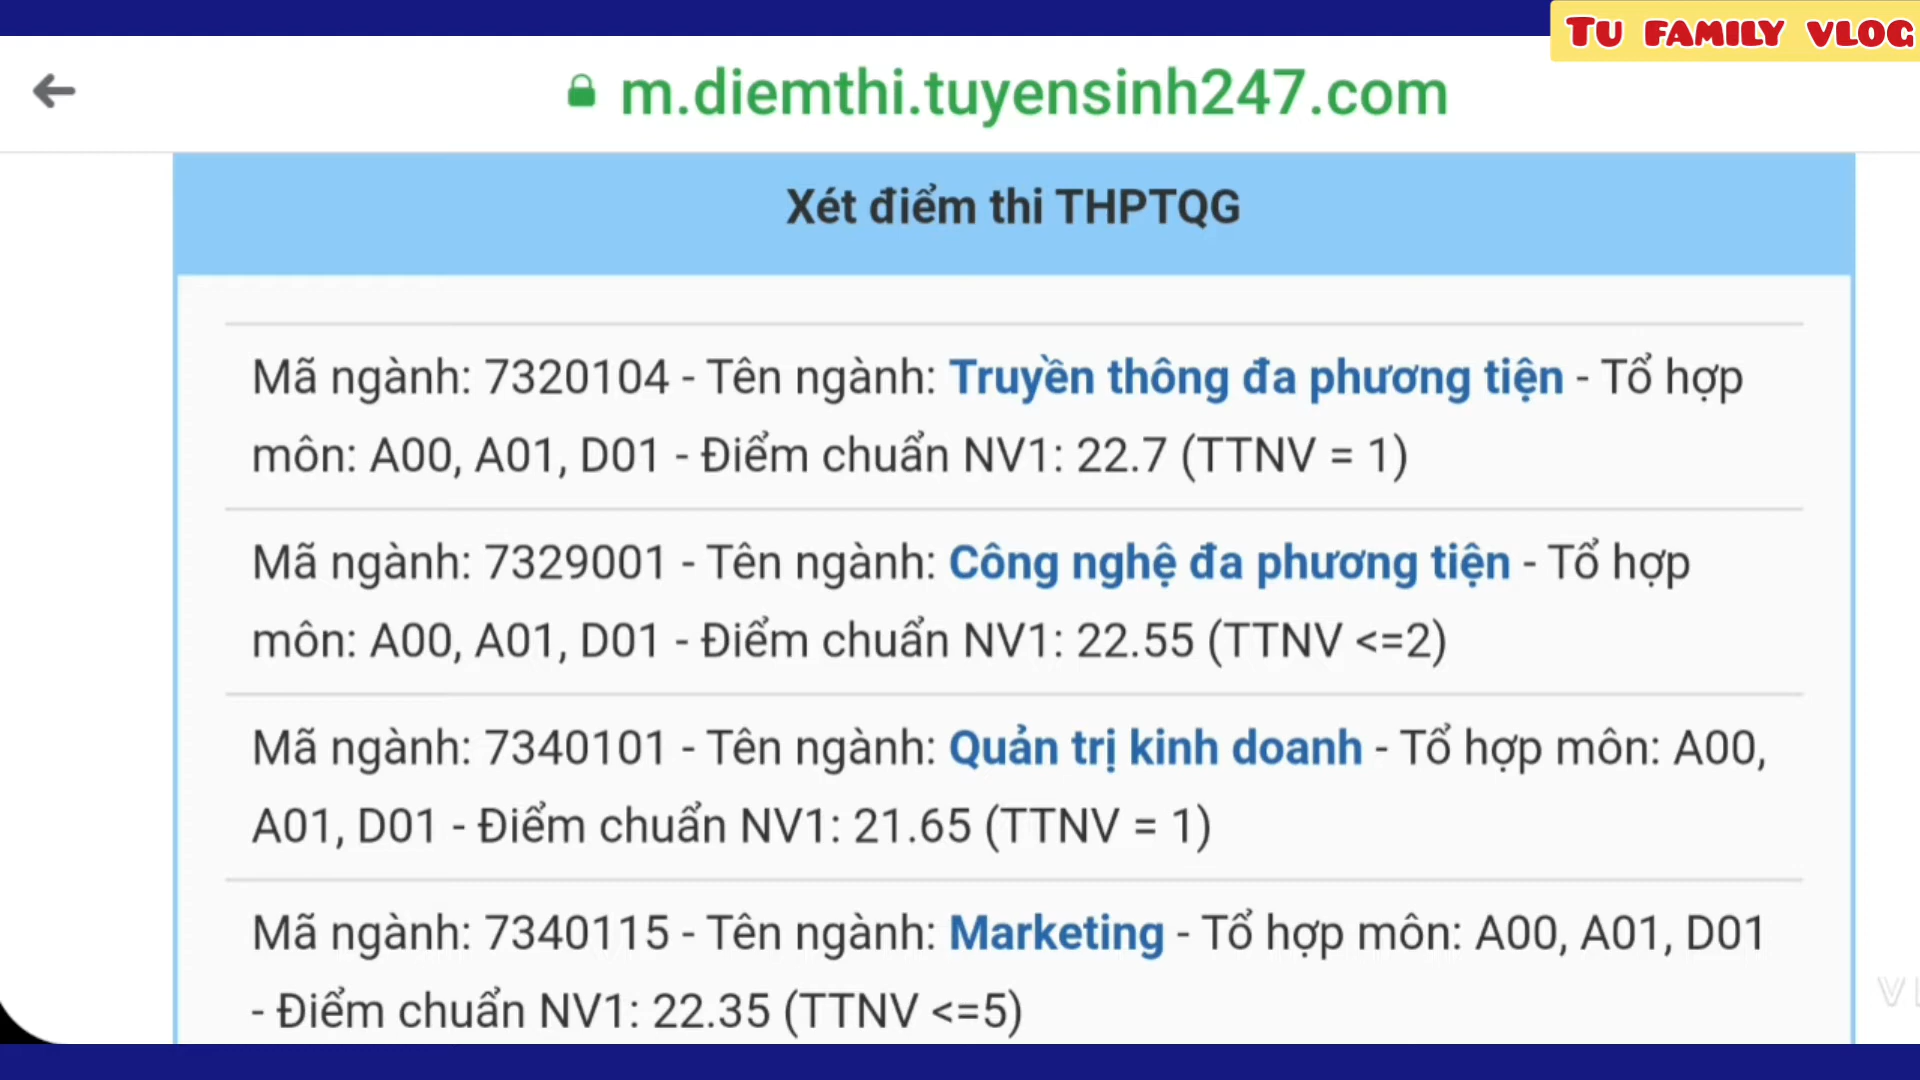 TU FAMILY VLOG
m.diemthi.tuyensinh247.com
Xét điểm thi THPTQG
Mã ngành: 7320104 - Tên ngành: Truyền thông đa phương tiện - Tổ hợp
môn: A00, A01, D01 - Điểm chuẩn NV1: 22.7 (TTNV = 1)
Mã ngành: 7329001 - Tên ngành: Công nghệ đa phương tiện - Tổ hợp
môn: A00, A01, D01 - Điểm chuẩn NV1: 22.55 (TTNV <=2)
Mã ngành: 7340101 - Tên ngành: Quản trị kinh doanh - Tổ hợp môn: A00,
A01, D01 - Điểm chuẩn NV1: 21.65 (TTNV = 1)
Mã ngành: 7340115 - Tên ngành: Marketing - Tổ hợp môn: A00, A01, D01
- Điểm chuẩn NV1: 22.35 (TTNV <=5)